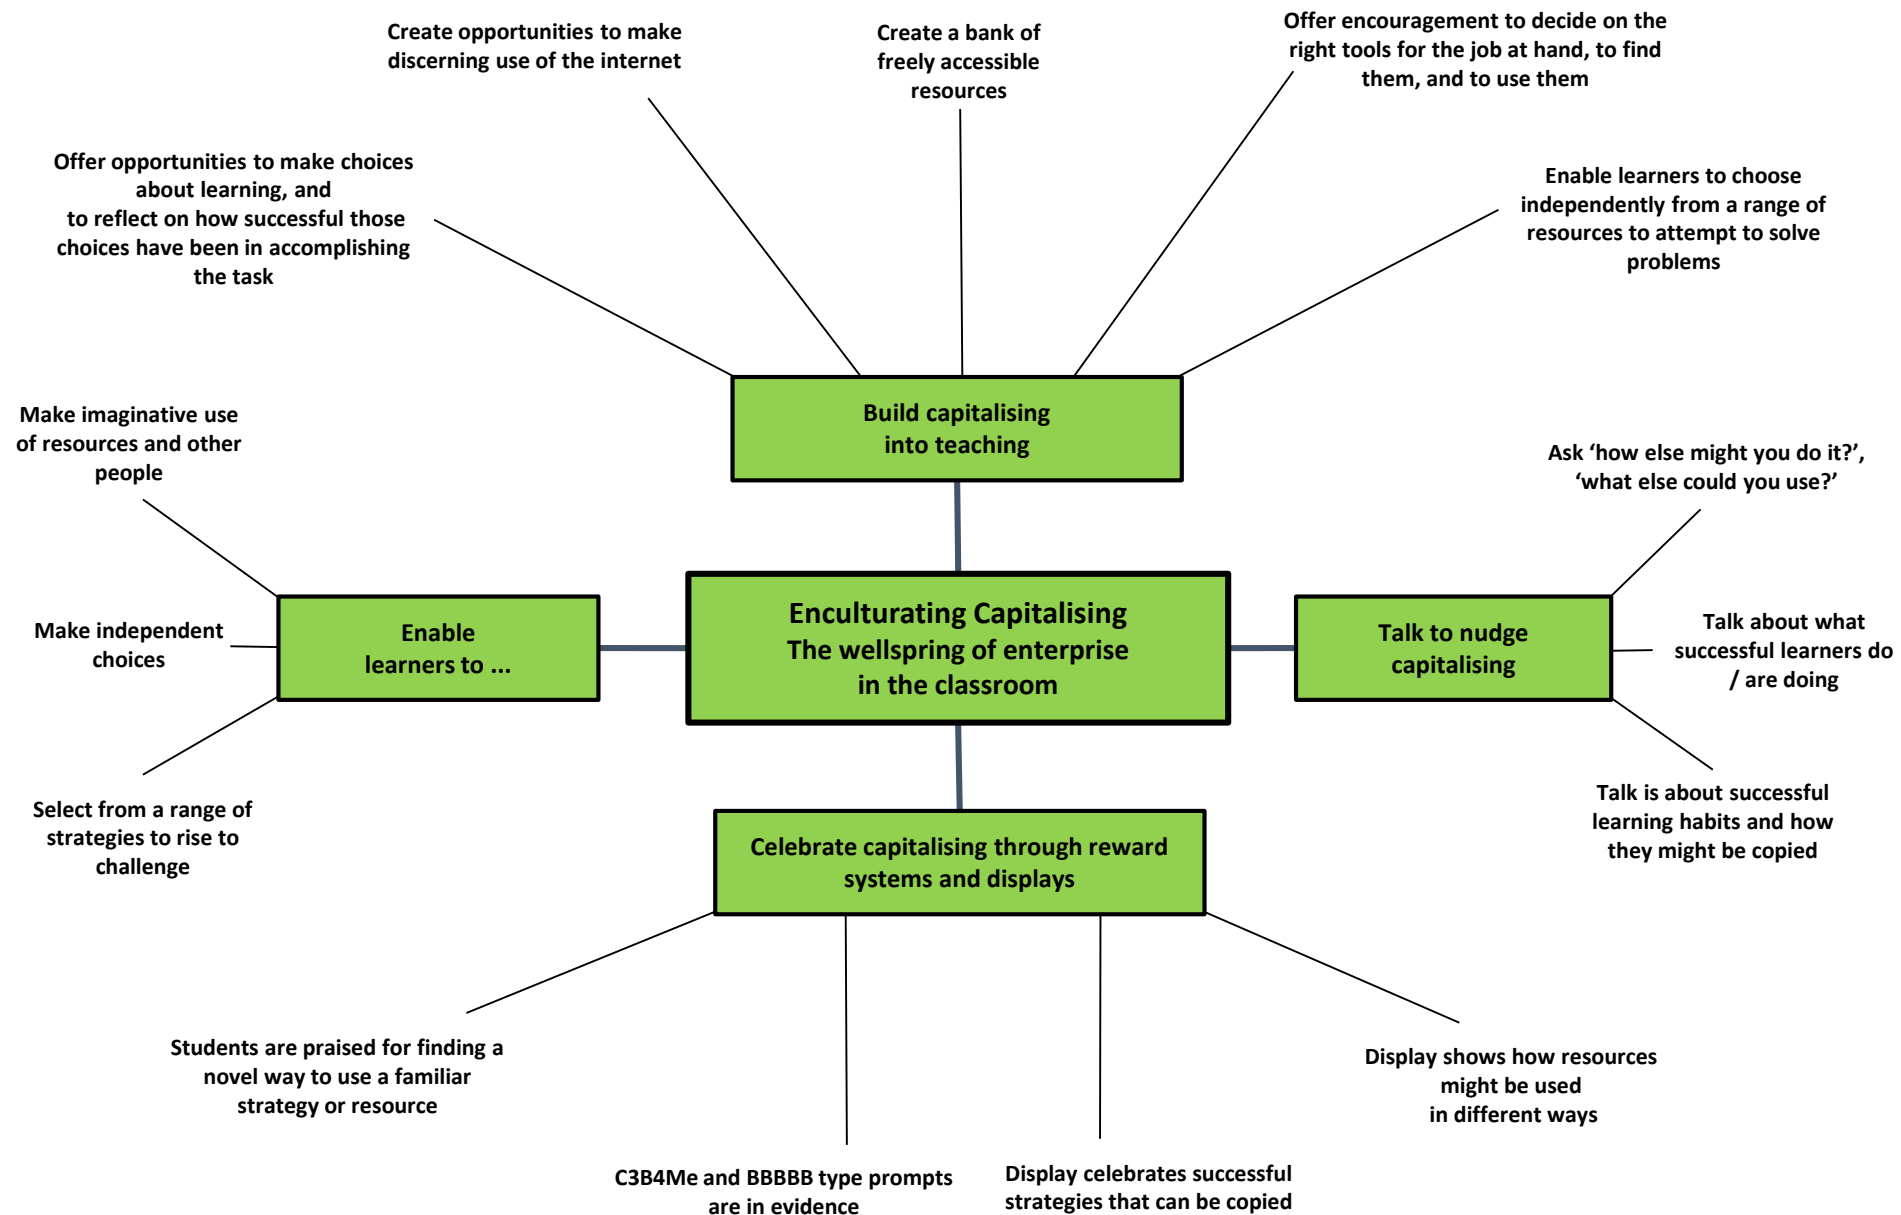 Create opportunities to make
discerning use of the internet
Create a bank of
freely accessible
resources
Offer encouragement to decide on the
right tools for the job at hand, to find
them, and to use them
Offer opportunities to make choices
about learning, and
to reflect on how successful those
choices have been in accomplishing
the task
Enable learners to choose
independently from a range of
resources to attempt to solve
problems
Build capitalising
into teaching
Make imaginative use
of resources and other
people
Make independent
choices
Select from a range of
strategies to rise to
challenge
Enable
learners to ...
Enculturating Capitalising
The wellspring of enterprise
in the classroom
Talk to nudge
capitalising
Ask ‘how else might you do it?’,
‘what else could you use?’
Talk about what
successful learners do
/ are doing
Talk is about successful
learning habits and how
they might be copied
Celebrate capitalising through reward
systems and displays
Students are praised for finding a
novel way to use a familiar
strategy or resource
C3B4Me and BBBBB type prompts
are in evidence
Display celebrates successful
strategies that can be copied
Display shows how resources
might be used
in different ways